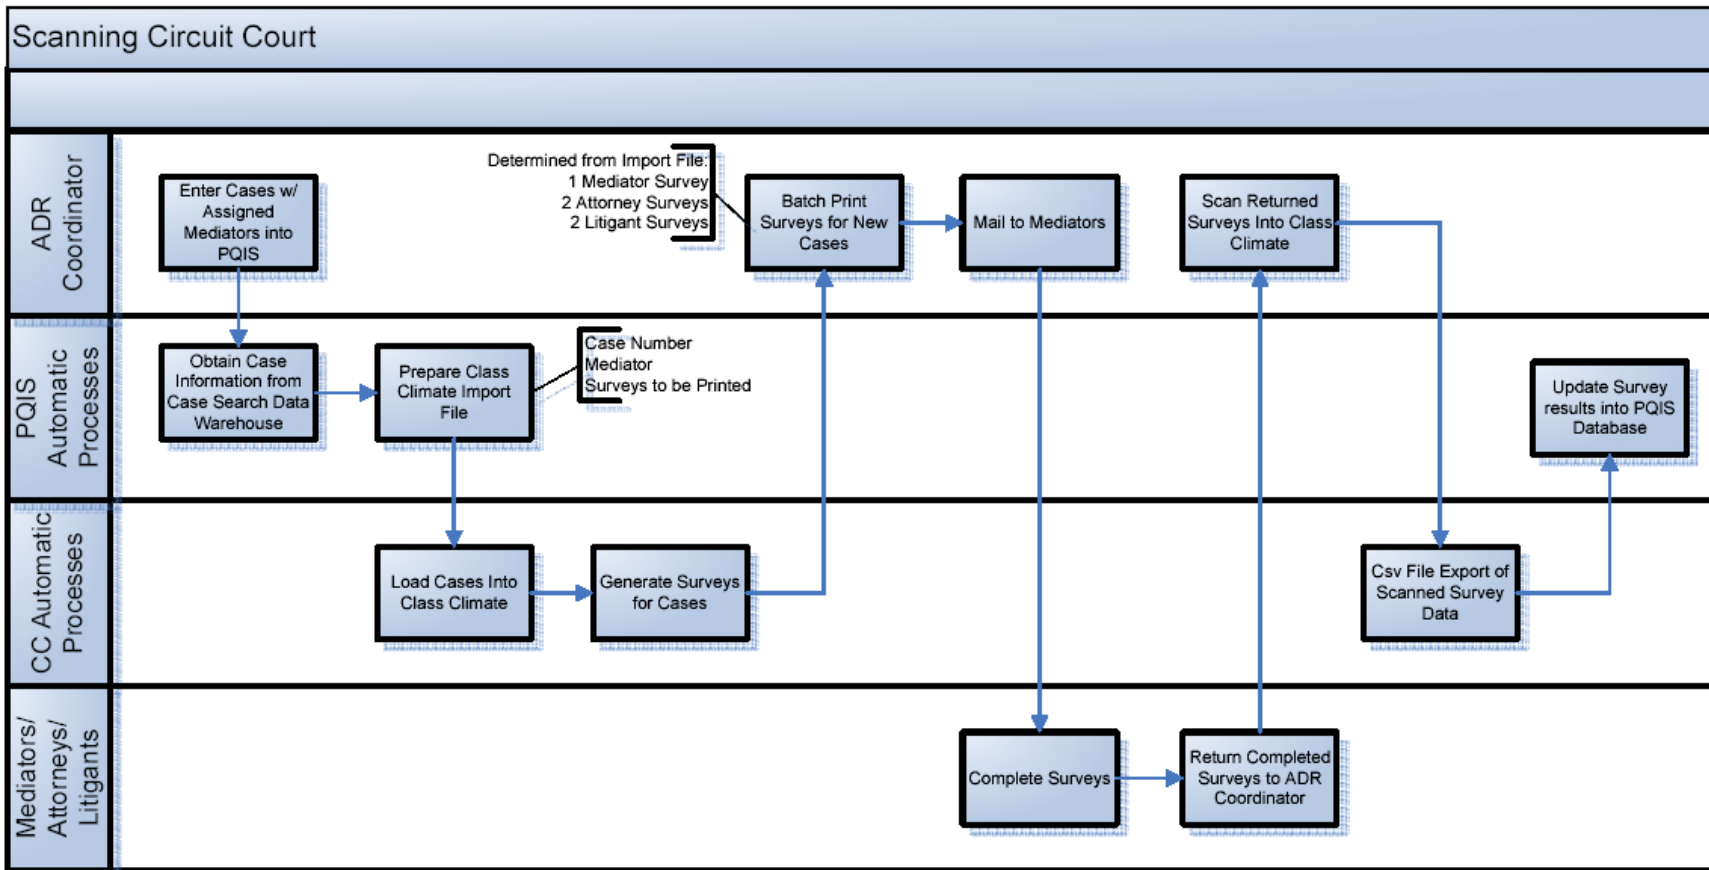 Scanning Circuit Court
ADR
Coordinator
Enter Cases w/
Assigned
Mediators into
PQIS
Determined from Import File:
1 Mediator Survey
2 Attorney Surveys
2 Litigant Surveys
Batch Print
Surveys for New
Cases
Mail to Mediators
Scan Returned
Surveys Into Class
Climate
PQIS
Automatic
Processes
Obtain Case
Information from
Case Search Data
Warehouse
Prepare Class
Climate Import
File
Case Number
Mediator
Surveys to be Printed
Update Survey
results into PQIS
Database
CC Automatic
Processes
Load Cases Into
Class Climate
Generate Surveys
for Cases
Csv File Export of
Scanned Survey
Data
Mediators/
Attorneys/
Litigants
Complete Surveys
Return Completed
Surveys to ADR
Coordinator